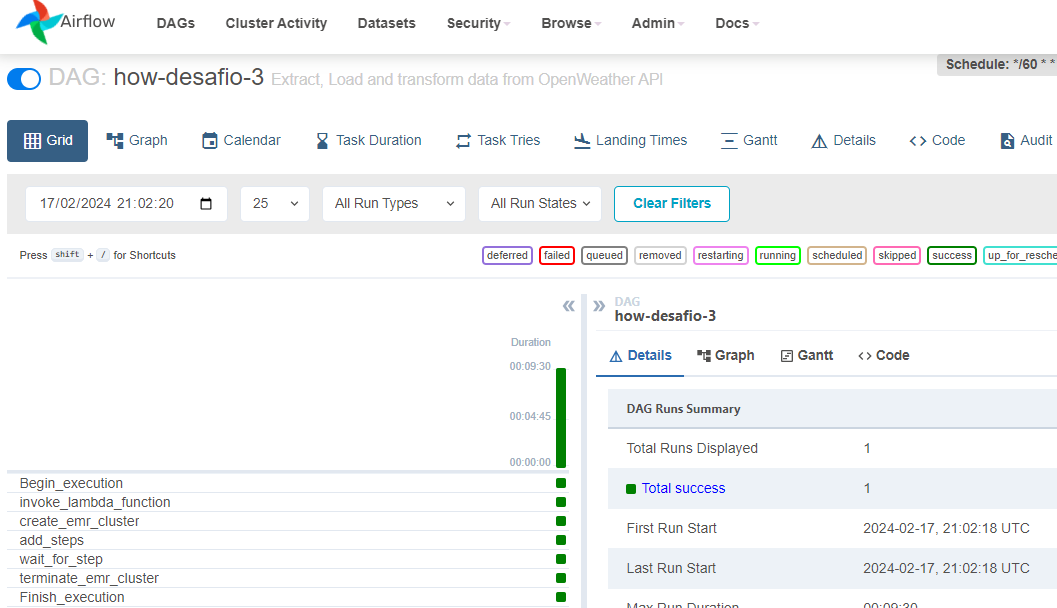 Airflow DAGs Cluster Activity Datasets Security Browse Admin Docs
DAG: how-desafio-3 Extract, Load and transform data from OpenWeather API
Schedule: */60 * *
Grid Graph Calendar Task Duration Task Tries Landing Times Gantt Details <> Code Audit
17/02/2024 21:02:20 25 All Run Types All Run States Clear Filters
Press shift + / for Shortcuts
deferred failed queued removed restarting running scheduled skipped success up_for_resche
« Duration
00:09:30
00:04:45
00:00:00
Begin_execution
invoke_lambda_function
create_emr_cluster
add_steps
wait_for_step
terminate_emr_cluster
Finish_execution
» DAG
how-desafio-3
Details Graph Gantt <> Code
DAG Runs Summary
Total Runs Displayed 1
Total success 1
First Run Start 2024-02-17, 21:02:18 UTC
Last Run Start 2024-02-17, 21:02:18 UTC
Max Run Duration 00:09:30